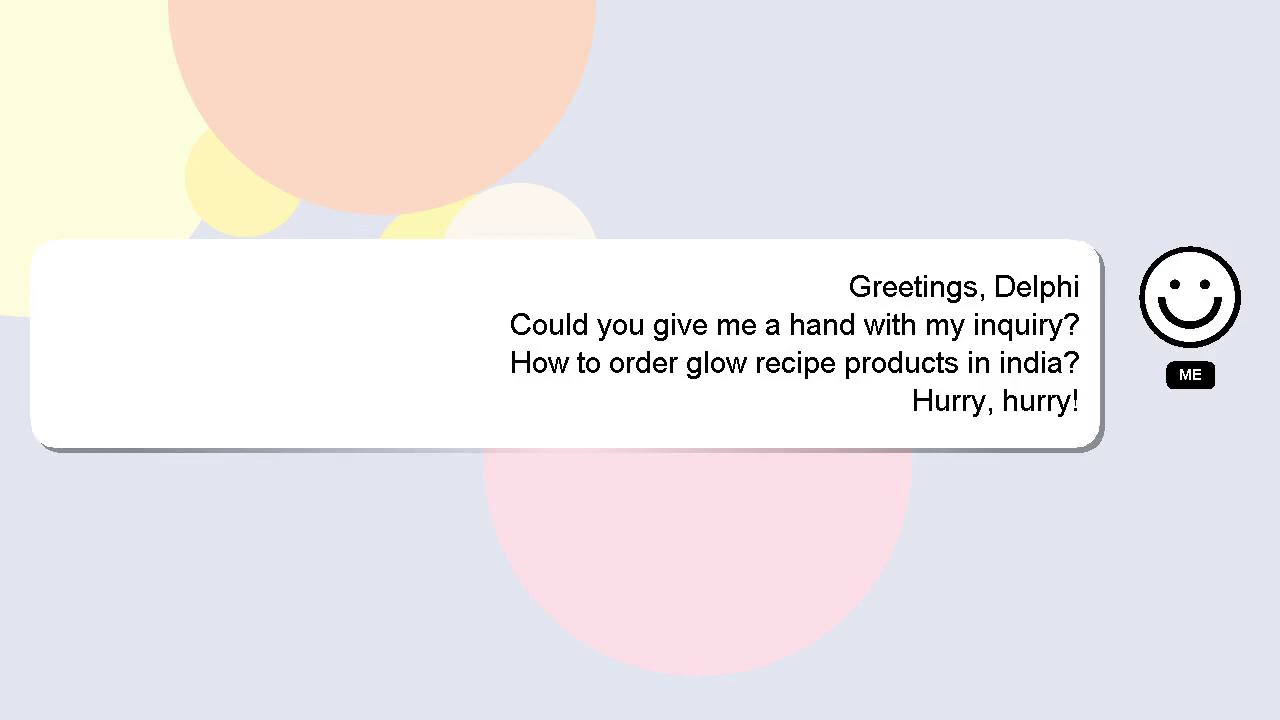 Greetings, Delphi
Could you give me a hand with my inquiry?
How to order glow recipe products in india?
Hurry, hurry!
ME